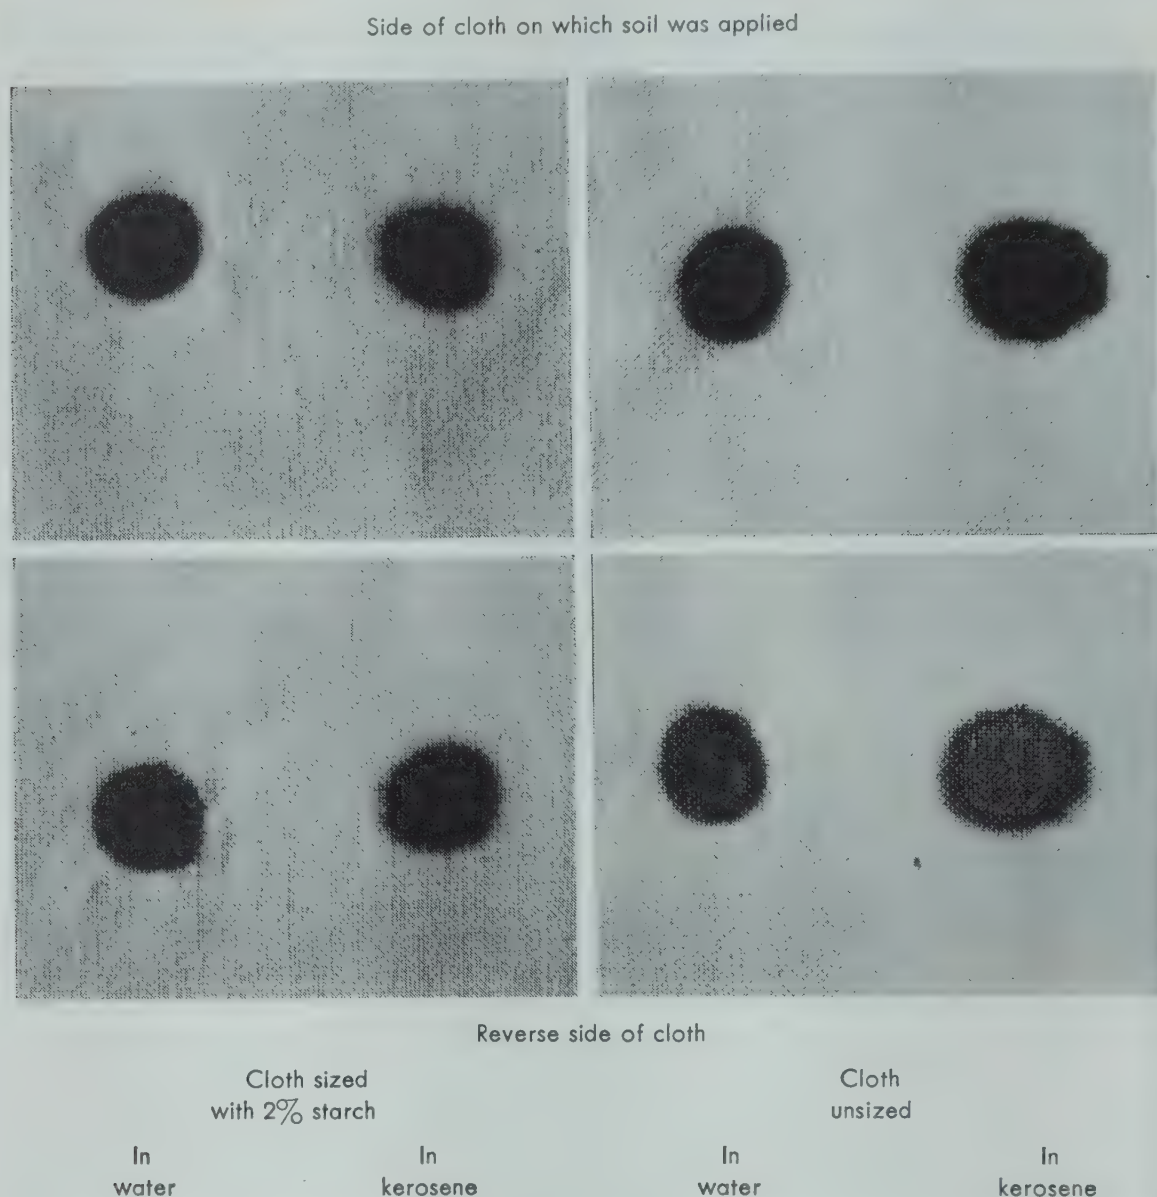 Side of cloth on which soil was applied
Reverse side of cloth
Cloth sized
with 2% starch
Cloth
unsized
In
water
In
kerosene
In
water
In
kerosene